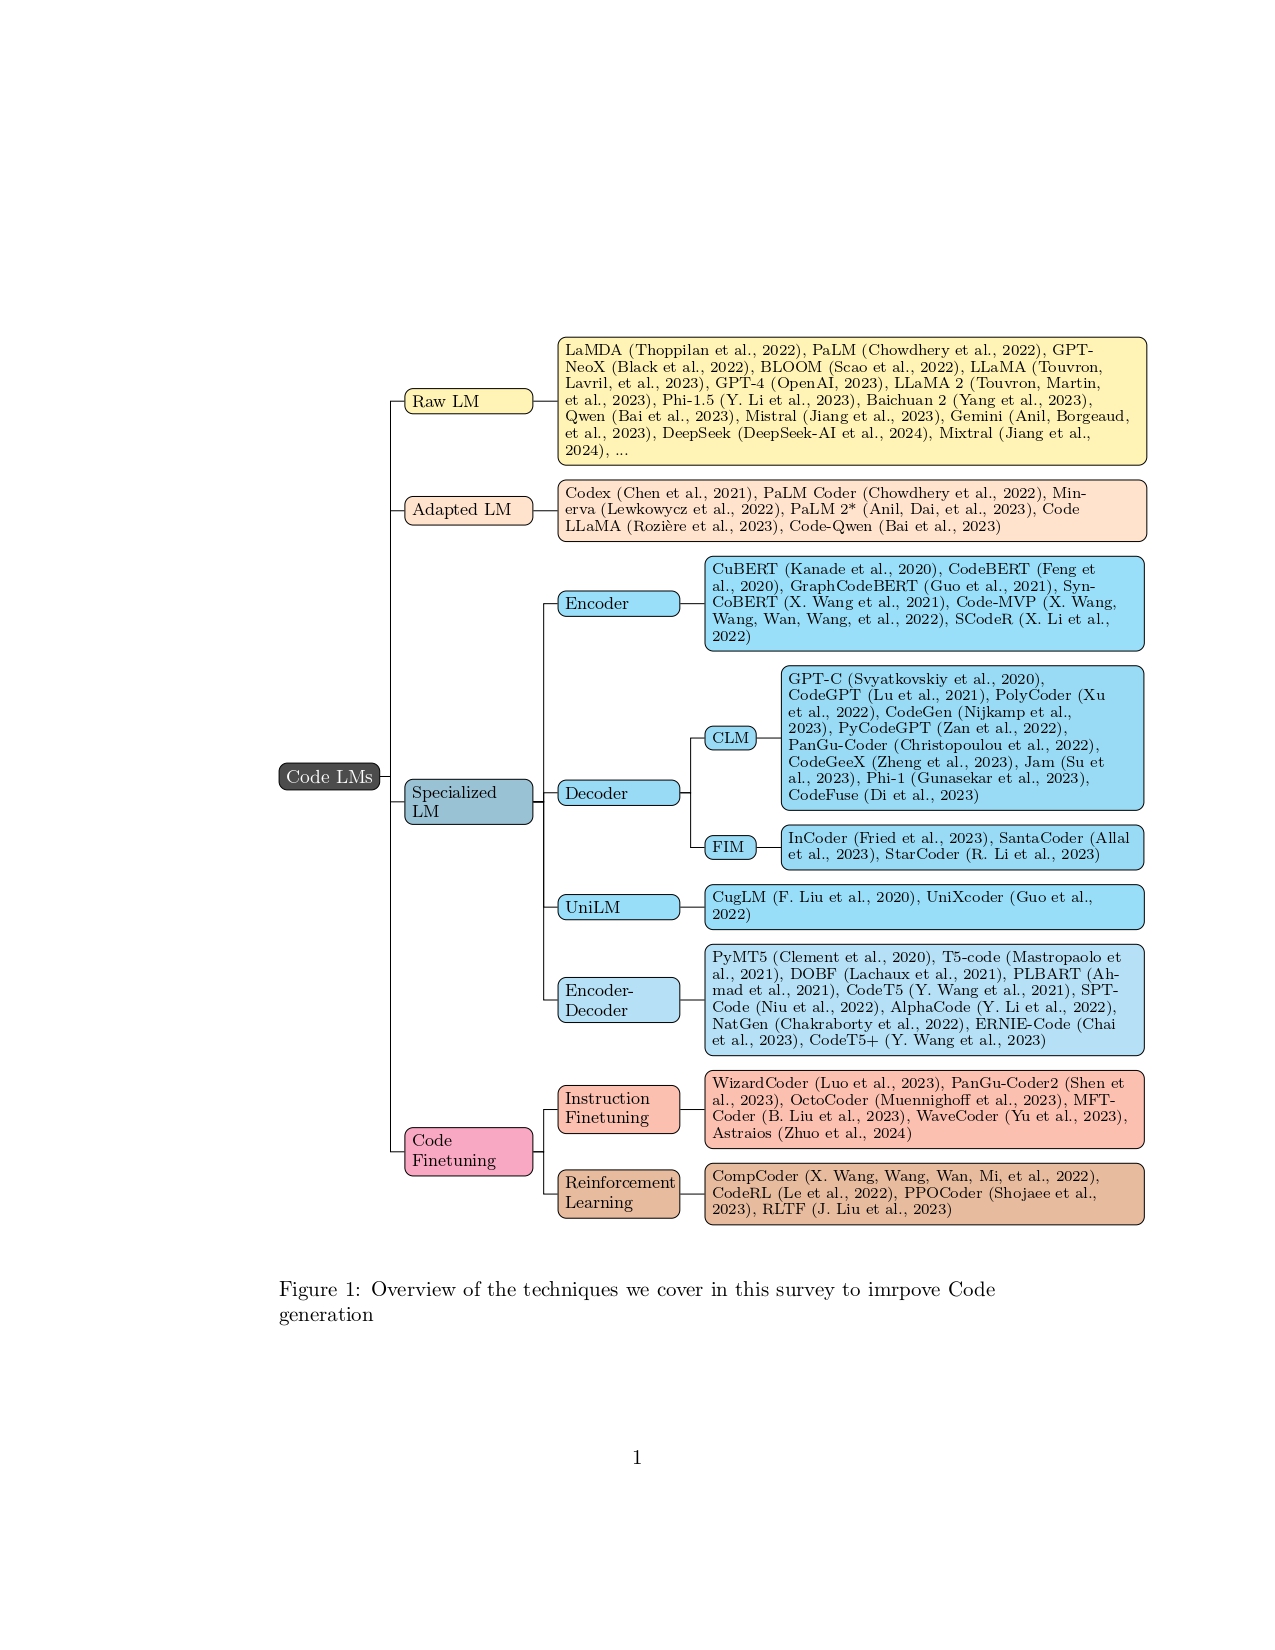 LaMDA (Thoppilan et al., 2022), PaLM (Chowdhery et al., 2022), GPT-
NeoX (Black et al., 2022), BLOOM (Scao et al., 2022), LLaMA (Touvron,
Lavril, et al., 2023), GPT-4 (OpenAI, 2023), LLaMA 2 (Touvron, Martin,
et al., 2023), Phi-1.5 (Y. Li et al., 2023), Baichuan 2 (Yang et al., 2023),
Qwen (Bai et al., 2023), Mistral (Jiang et al., 2023), Gemini (Anil, Borgeaud,
et al., 2023), DeepSeek (DeepSeek-AI et al., 2024), Mixtral (Jiang et al.,
2024), ...
Raw LM
Codex (Chen et al., 2021), PaLM Coder (Chowdhery et al., 2022), Min-
erva (Lewkowycz et al., 2022), PaLM 2* (Anil, Dai, et al., 2023), Code
LLaMA (Rozière et al., 2023), Code-Qwen (Bai et al., 2023)
Adapted LM
CuBERT (Kanade et al., 2020), CodeBERT (Feng et
al., 2020), GraphCodeBERT (Guo et al., 2021), Syn-
CoBERT (X. Wang et al., 2021), Code-MVP (X. Wang,
Wang, Wan, Wang, et al., 2022), SCodeR (X. Li et al.,
2022)
Encoder
GPT-C (Svyatkovskiy et al., 2020),
CodeGPT (Lu et al., 2021), PolyCoder (Xu
et al., 2022), CodeGen (Nijkamp et al.,
2023), PyCodeGPT (Zan et al., 2022),
PanGu-Coder (Christopoulou et al., 2022),
CodeGeeX (Zheng et al., 2023), Jam (Su et
al., 2023), Phi-1 (Gunasekar et al., 2023),
CodeFuse (Di et al., 2023)
CLM
Code LMs
Specialized
LM
Decoder
FIM
InCoder (Fried et al., 2023), SantaCoder (Allal
et al., 2023), StarCoder (R. Li et al., 2023)
UniLM
CugLM (F. Liu et al., 2020), UniXcoder (Guo et al.,
2022)
PyMT5 (Clement et al., 2020), T5-code (Mastropaolo et
al., 2021), DOBF (Lachaux et al., 2021), PLBART (Ah-
mad et al., 2021), CodeT5 (Y. Wang et al., 2021), SPT-
Code (Niu et al., 2022), AlphaCode (Y. Li et al., 2022),
NatGen (Chakraborty et al., 2022), ERNIE-Code (Chai
et al., 2023), CodeT5+ (Y. Wang et al., 2023)
Encoder-
Decoder
WizardCoder (Luo et al., 2023), PanGu-Coder2 (Shen et
al., 2023), OctoCoder (Muennighoff et al., 2023), MFT-
Coder (B. Liu et al., 2023), WaveCoder (Yu et al., 2023),
Astraios (Zhuo et al., 2024)
Instruction
Finetuning
Code
Finetuning
Reinforcement
Learning
CompCoder (X. Wang, Wang, Wan, Mi, et al., 2022),
CodeRL (Le et al., 2022), PPOCoder (Shojaee et al.,
2023), RLTF (J. Liu et al., 2023)
Figure 1: Overview of the techniques we cover in this survey to imrpove Code
generation
1